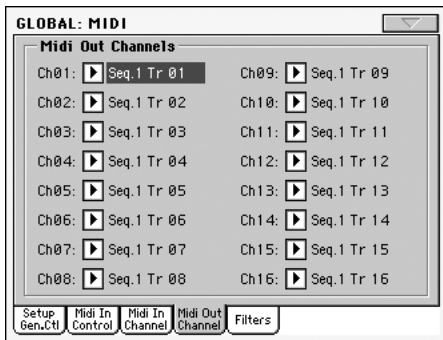 GLOBAL: MIDI
Midi Out Channels
Ch01: Seq.1 Tr 01
Ch02: Seq.1 Tr 02
Ch03: Seq.1 Tr 03
Ch04: Seq.1 Tr 04
Ch05: Seq.1 Tr 05
Ch06: Seq.1 Tr 06
Ch07: Seq.1 Tr 07
Ch08: Seq.1 Tr 08
Ch09: Seq.1 Tr 09
Ch10: Seq.1 Tr 10
Ch11: Seq.1 Tr 11
Ch12: Seq.1 Tr 12
Ch13: Seq.1 Tr 13
Ch14: Seq.1 Tr 14
Ch15: Seq.1 Tr 15
Ch16: Seq.1 Tr 16
Setup
Gen.Ctl
Midi In
Control
Midi In
Channel
Midi Out
Channel
Filters